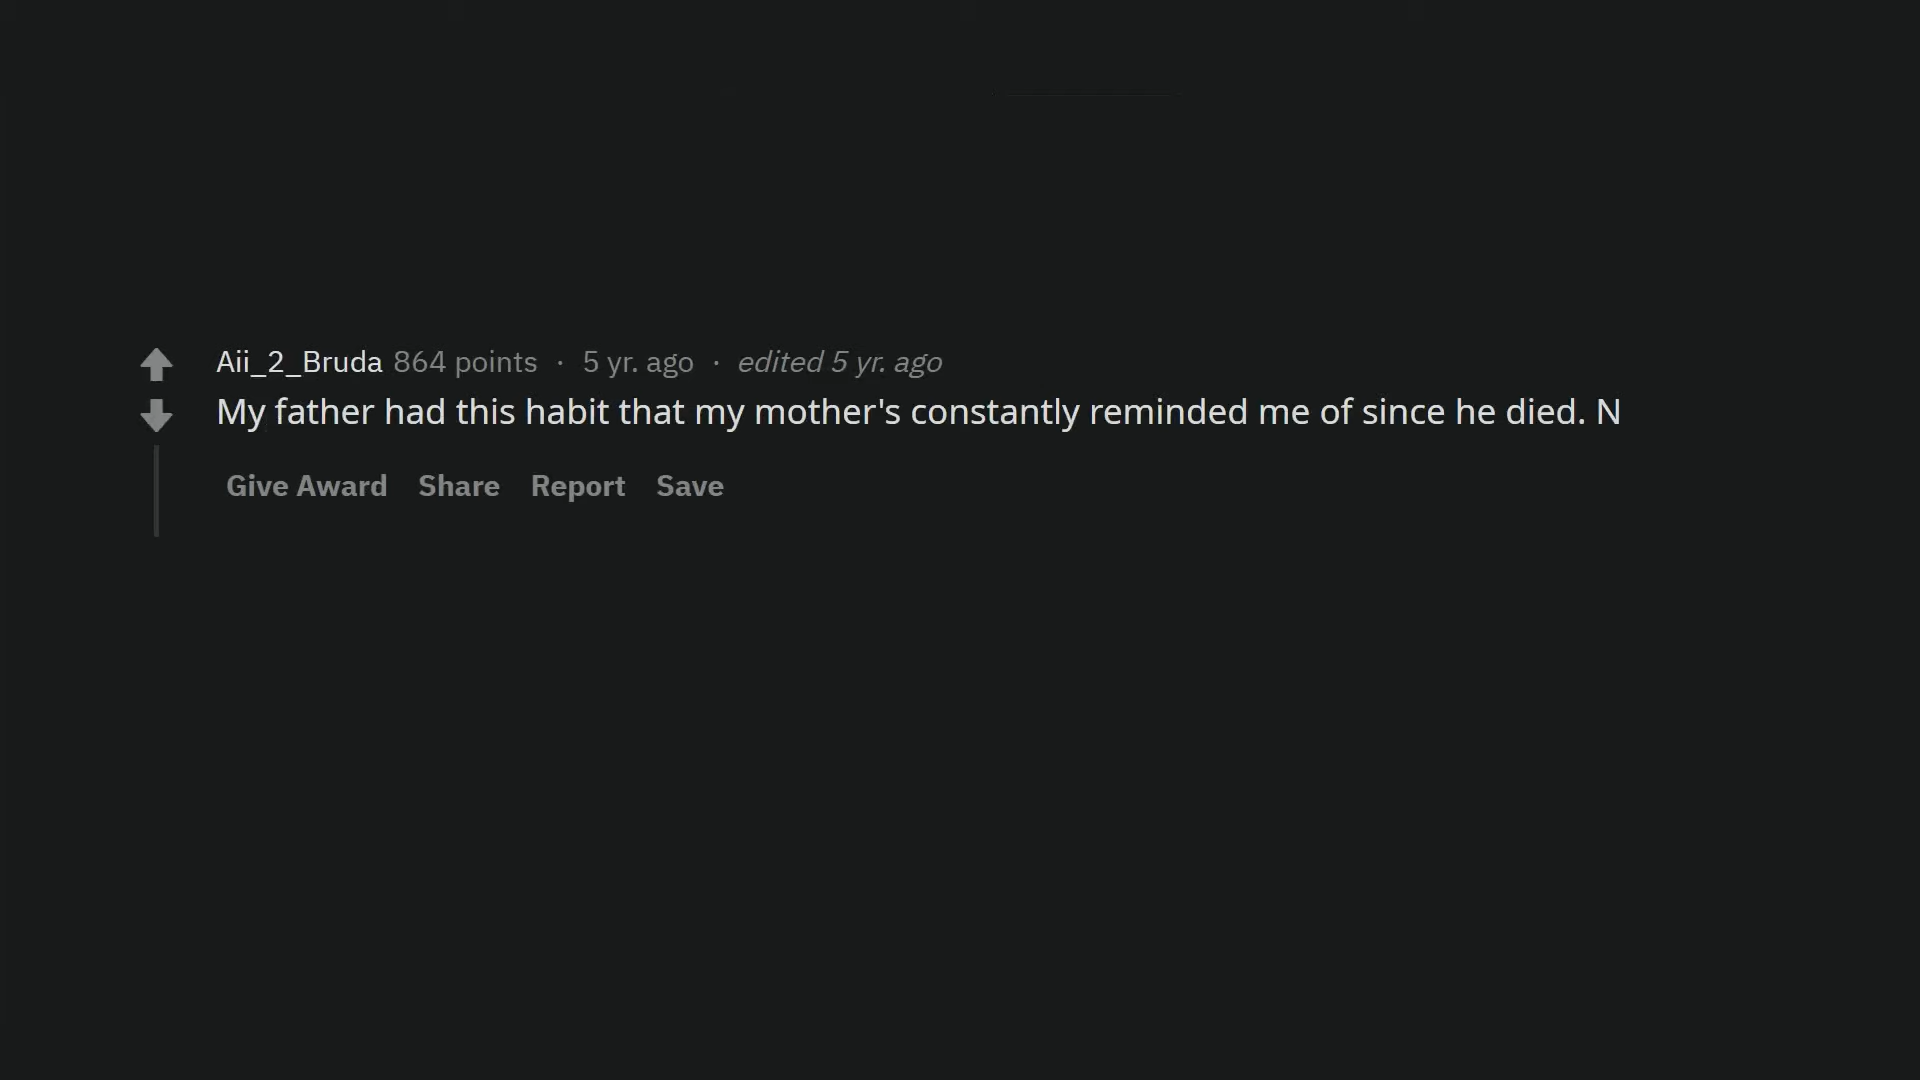 Aii_2_Bruda 864 points · 5 yr. ago · edited 5 yr. ago
My father had this habit that my mother's constantly reminded me of since he died. N
Give Award Share Report Save